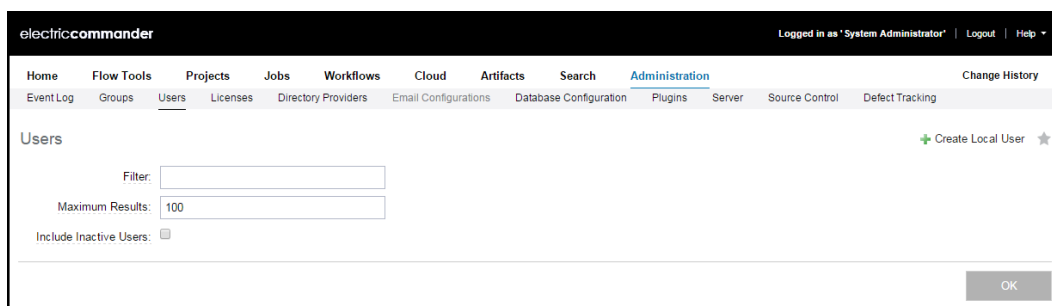 electriccommander Logged in as 'System Administrator' | Logout | Help
Home Flow Tools Projects Jobs Workflows Cloud Artifacts Search Administration Change History
Event Log Groups Users Licenses Directory Providers Email Configurations Database Configuration Plugins Server Source Control Defect Tracking
Users Create Local User
Filter:
Maximum Results: 100
Include Inactive Users:
OK